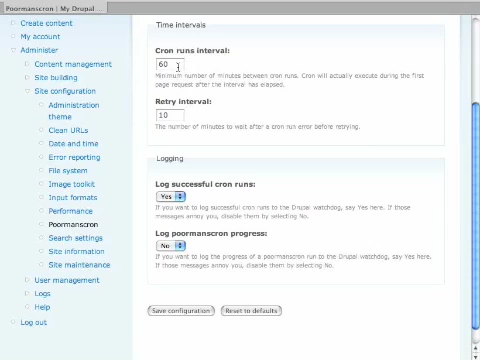 Poormanscron | My Drupal ...
Create content
My account
Administer
Content management
Site building
Site configuration
Administration
theme
Clean URLs
Date and time
Error reporting
File system
Image toolkit
Input formats
Performance
Poormanscron
Search settings
Site information
Site maintenance
User management
Logs
Help
Log out
Time intervals
Cron runs interval:
60
Minimum number of minutes between cron runs. Cron will actually execute during the first
page request after the interval has elapsed.
Retry interval:
10
The number of minutes to wait after a cron run error before retrying.
Logging
Log successful cron runs:
Yes
If you want to log successful cron runs to the Drupal watchdog, say Yes here. If those
messages annoy you, disable them by selecting No.
Log poormanscron progress:
No
If you want to log the progress of a poormanscron run to the Drupal watchdog, say Yes here.
If those messages annoy you, disable them by selecting No.
Save configuration
Reset to defaults